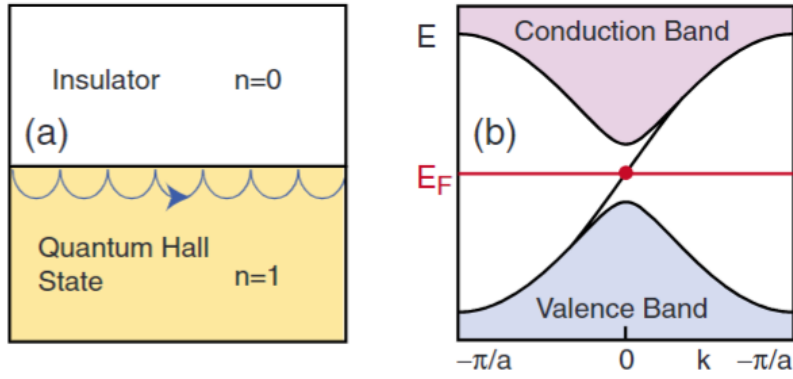 Insulator n=0
(a)
Quantum Hall
State n=1
E
Conduction Band
(b)
E_F
Valence Band
−π/a 0 k −π/a